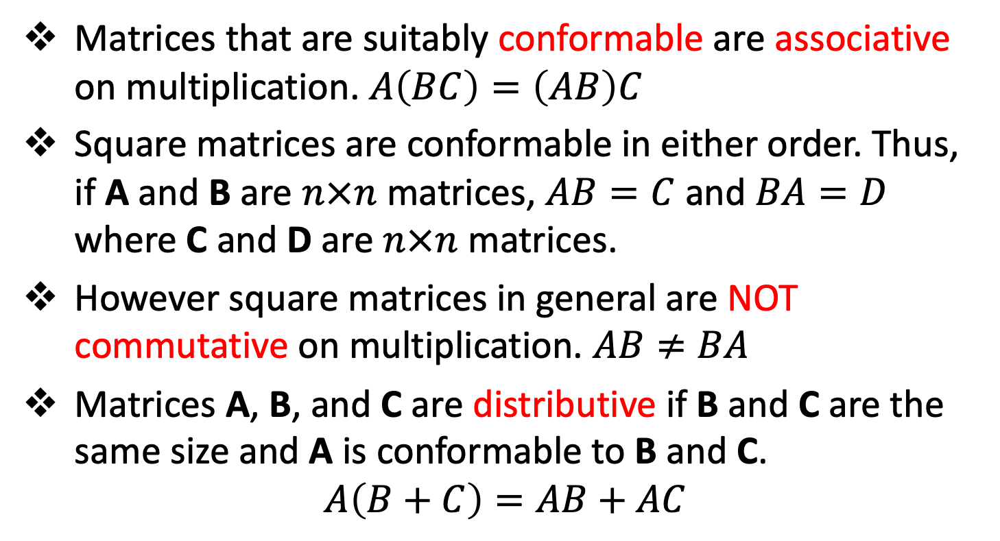 ❖ Matrices that are suitably conformable are associative
on multiplication. A(BC) = (AB)C
❖ Square matrices are conformable in either order. Thus,
if A and B are n×n matrices, AB = C and BA = D
where C and D are n×n matrices.
❖ However square matrices in general are NOT
commutative on multiplication. AB ≠ BA
❖ Matrices A, B, and C are distributive if B and C are the
same size and A is conformable to B and C.
A(B + C) = AB + AC